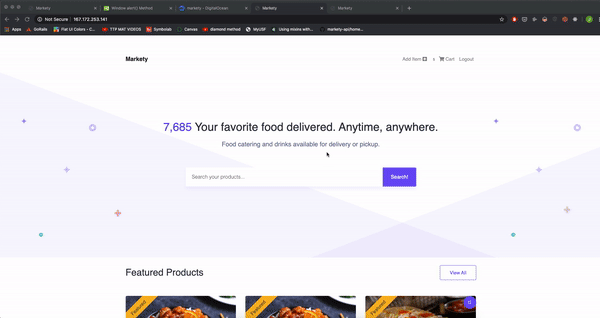 Markety
Window alert() Method
markety - DigitalOcean
Markety
Markety
Not Secure | 167.172.253.141
Apps
GoRails
Flat UI Colors - C...
TTP MAT VIDEOS
Symbolab
Custom
diamond method
MyUSF
Using mixins with...
markety-api/home...
Markety
Add Item
Cart
Logout
7,685 Your favorite food delivered. Anytime, anywhere.
Food catering and drinks available for delivery or pickup.
Search your products...
Search!
Featured Products
View All
Featured
Featured
Featured